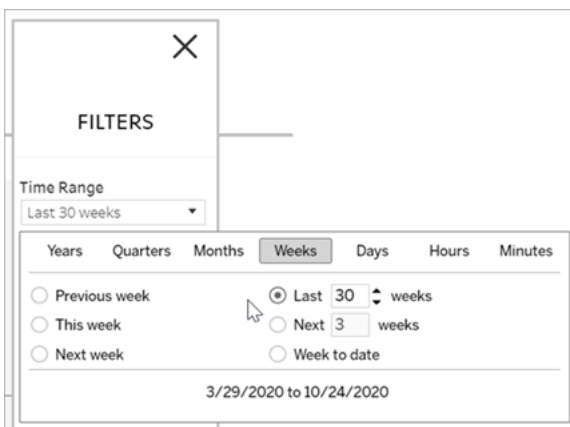 FILTERS
Time Range
Last 30 weeks
Years Quarters Months Weeks Days Hours Minutes
Previous week Last 30 weeks
This week Next 3 weeks
Next week Week to date
3/29/2020 to 10/24/2020